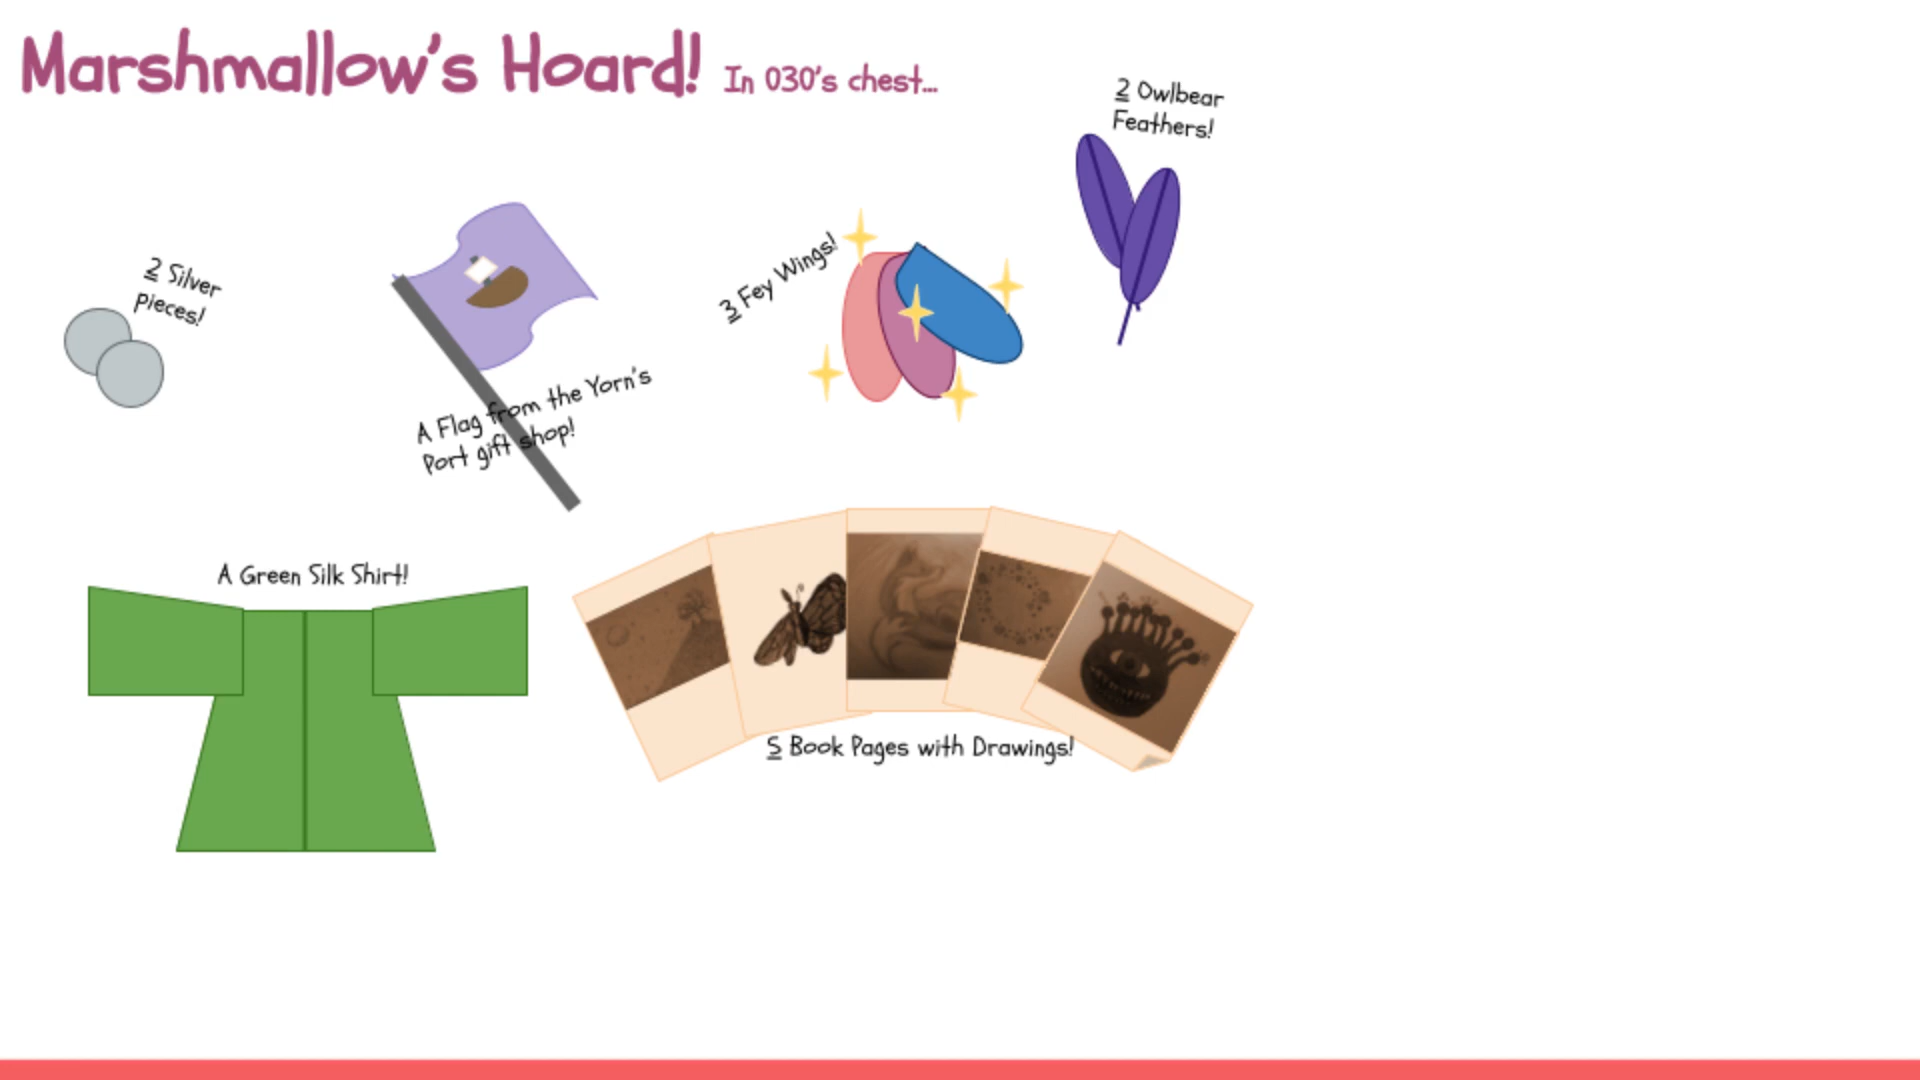 Marshmallow's Hoard! In 030's chest...
2 Owlbear
Feathers!
2 Silver
Pieces!
3 Fey Wings!
A Flag from the Yorn's
Port gift shop!
A Green Silk Shirt!
5 Book Pages with Drawings!